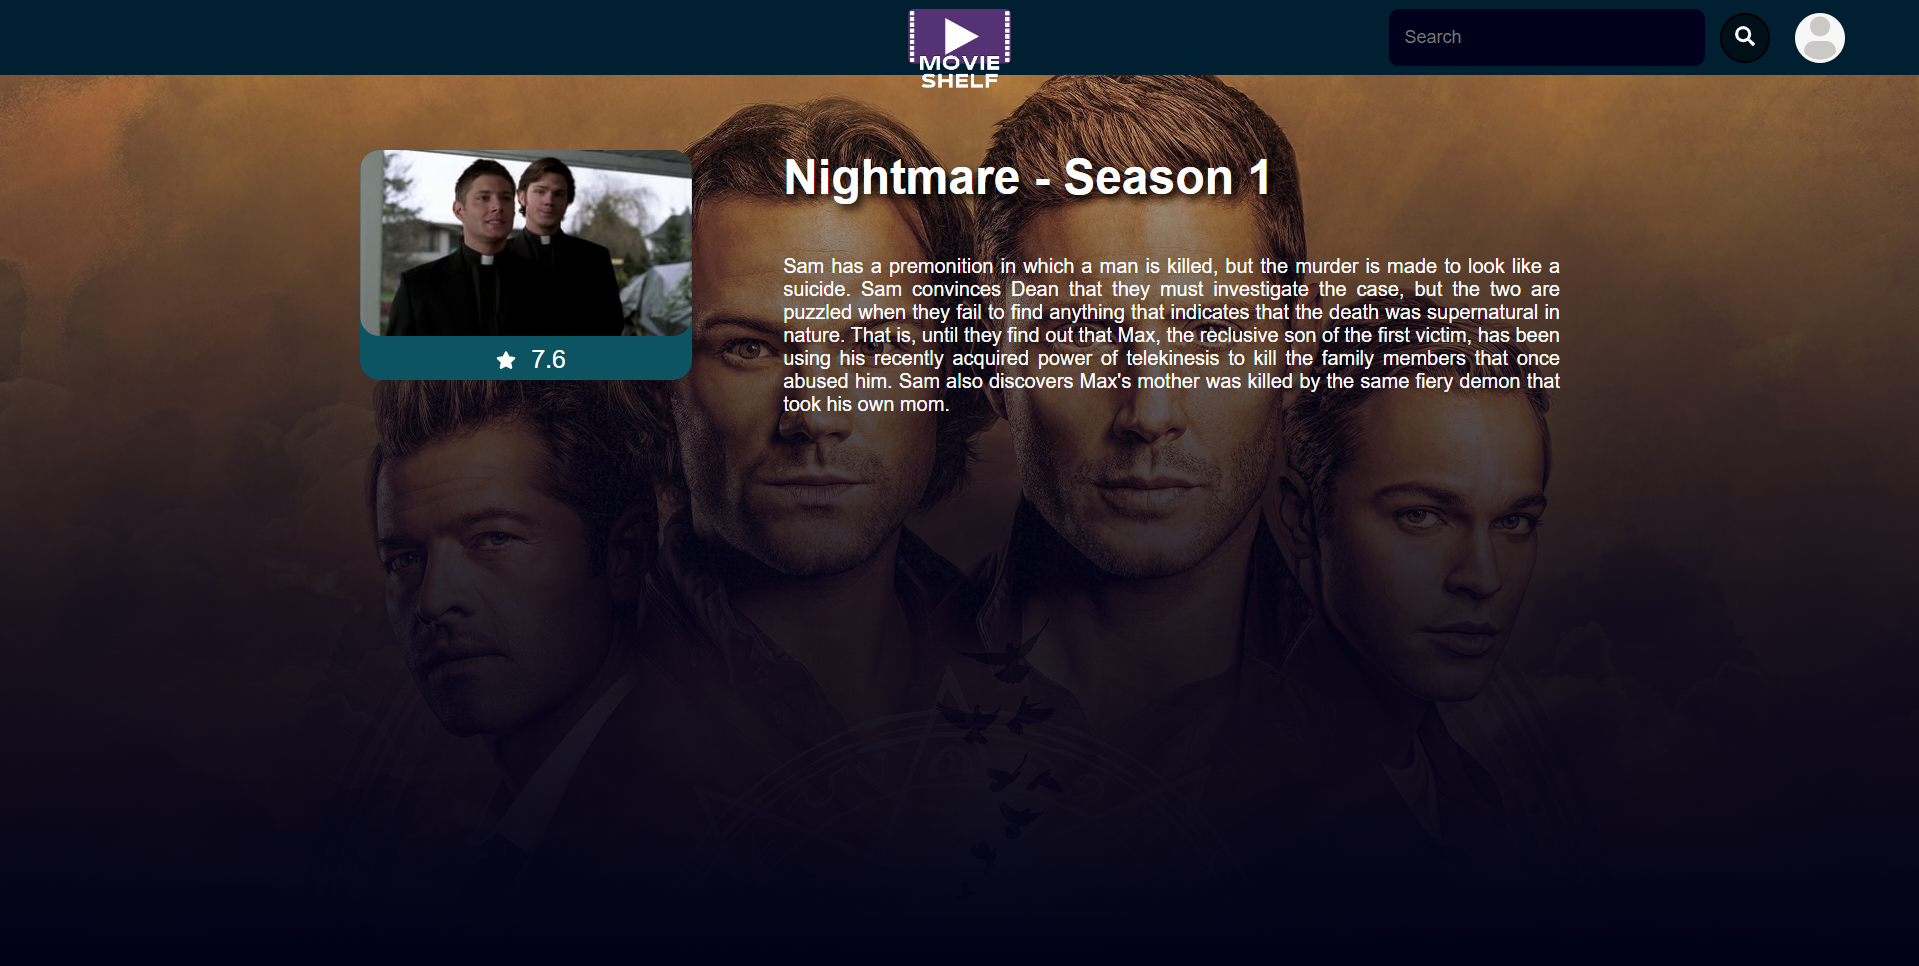 MOVIE
SHELF
Search
Nightmare - Season 1
Sam has a premonition in which a man is killed, but the murder is made to look like a
suicide. Sam convinces Dean that they must investigate the case, but the two are
puzzled when they fail to find anything that indicates that the death was supernatural in
nature. That is, until they find out that Max, the reclusive son of the first victim, has been
using his recently acquired power of telekinesis to kill the family members that once
abused him. Sam also discovers Max's mother was killed by the same fiery demon that
took his own mom.
7.6